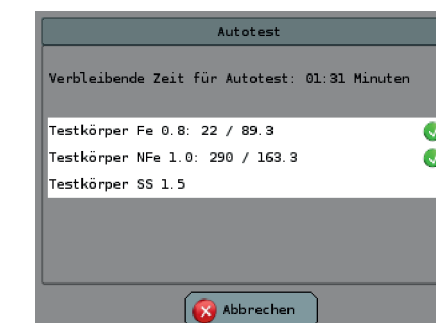 Autotest
Verbleibende Zeit für Autotest: 01:31 Minuten
Testkörper Fe 0.8: 22 / 89.3
Testkörper NFe 1.0: 290 / 163.3
Testkörper SS 1.5
Abbrechen